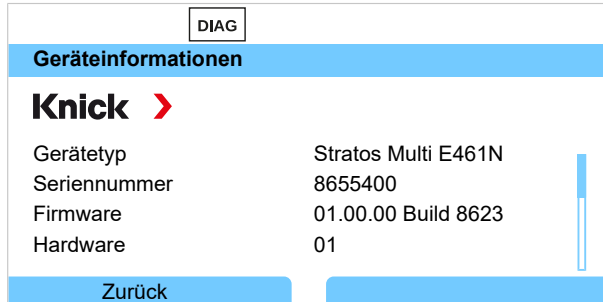 DIAG
Geräteinformationen
Knick
Gerätetyp Stratos Multi E461N
Seriennummer 8655400
Firmware 01.00.00 Build 8623
Hardware 01
Zurück